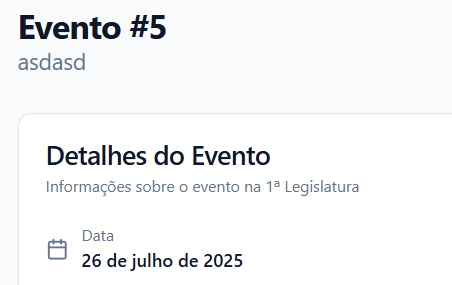 Evento #5
asdasd
Detalhes do Evento
Informações sobre o evento na 1ª Legislatura
Data
26 de julho de 2025